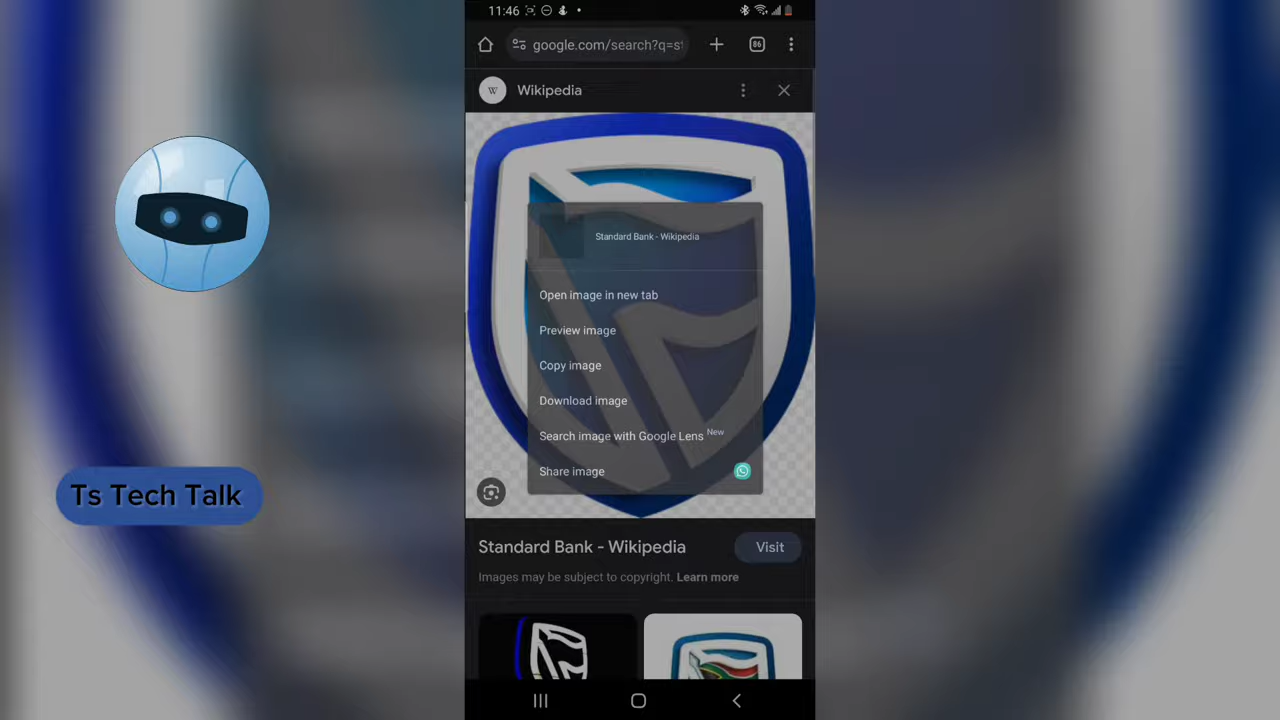 11:46
86
google.com/search?q=s
W
Wikipedia
Standard Bank - Wikipedia
Open image in new tab
Preview image
Copy image
Download image
Search image with Google Lens New
Share image
Ts Tech Talk
Standard Bank - Wikipedia
Visit
Images may be subject to copyright. Learn more